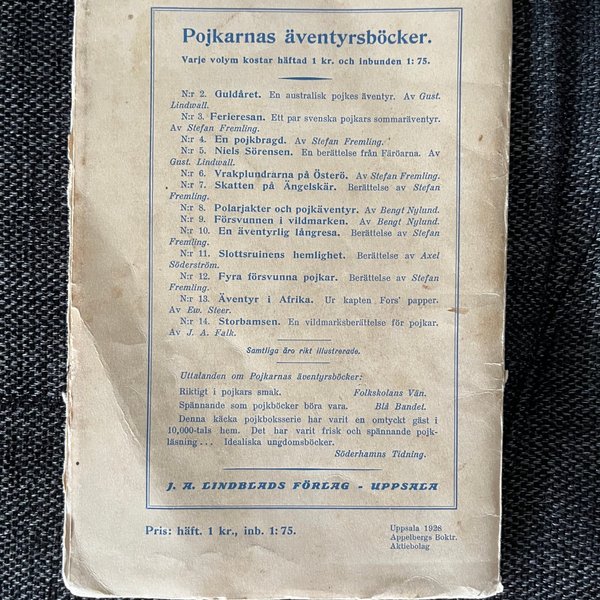 Pojkarnas äventyrsböcker.
Varje volym kostar häftad 1 kr. och inbunden 1: 75.
N:r 2. Guldåret. En australisk pojkes äventyr. Av Gust.
Lindwall.
N:r 3. Ferieresan. Ett par svenska pojkars sommaräventyr.
Av Stefan Fremling.
N:r 4. En pojkbragd. Av Stefan Fremling.
N:r 5. Niels Sörensen. En berättelse från Färöarna. Av
Gust. Lindwall.
N:r 6. Vrakplundrarna på Österö. Av Stefan Fremling.
N:r 7. Skatten på Ängelskär. Berättelse av Stefan
Fremling.
N:r 8. Polarjakter och pojkäventyr. Av Bengt Nylund.
N:r 9. Försvunnen i vildmarken. Av Bengt Nylund.
N:r 10. En äventyrlig långresa. Berättelse av Stefan
Fremling.
N:r 11. Slottsruinens hemlighet. Berättelse av Axel
Söderström.
N:r 12. Fyra försvunna pojkar. Berättelse av Stefan
Fremling.
N:r 13. Äventyr i Afrika. Ur kapten Fors' papper.
Av Ew. Steer.
N:r 14. Storbamsen. En vildmarksberättelse för pojkar.
Av J. A. Falk.
Samtliga äro rikt illustrerade.
Uttalanden om Pojkarnas äventyrsböcker:
Riktigt i pojkars smak. Folkskolans Vän.
Spännande som pojkböcker böra vara. Blå Bandet.
Denna käcka pojkboksserie har varit en omtyckt gäst i
10,000-tals hem. Det har varit frisk och spännande pojk-
läsning... Idealiska ungdomsböcker.
Söderhamns Tidning.
J. A. LINDBLADS FÖRLAG - UPPSALA
Pris: häft. 1 kr., inb. 1: 75.
Uppsala 1928
Appelbergs Boktr.
Aktiebolag